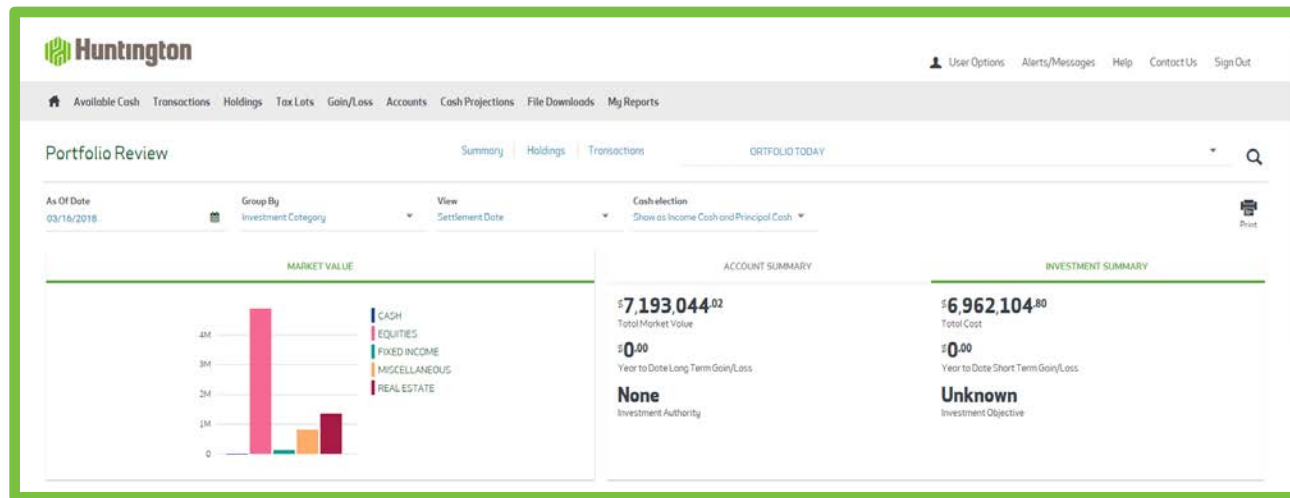 Huntington
User Options Alerts/Messages Help Contact Us Sign Out
Available Cash Transactions Holdings Tax Lots Gain/Loss Accounts Cash Projections File Downloads My Reports
Portfolio Review Summary Holdings Transactions ORTFOLIO TODAY
As Of Date Group By View Cash election
03/16/2018 Investment Category Settlement Date Show as Income Cash and Principal Cash
Print
MARKET VALUE ACCOUNT SUMMARY INVESTMENT SUMMARY
4M
3M
2M
1M
0
CASH
EQUITIES
FIXED INCOME
MISCELLANEOUS
REAL ESTATE
$7,193,044.02 $6,962,104.80
Total Market Value Total Cost
$0.00 $0.00
Year to Date Long Term Gain/Loss Year to Date Short Term Gain/Loss
None Unknown
Investment Authority Investment Objective